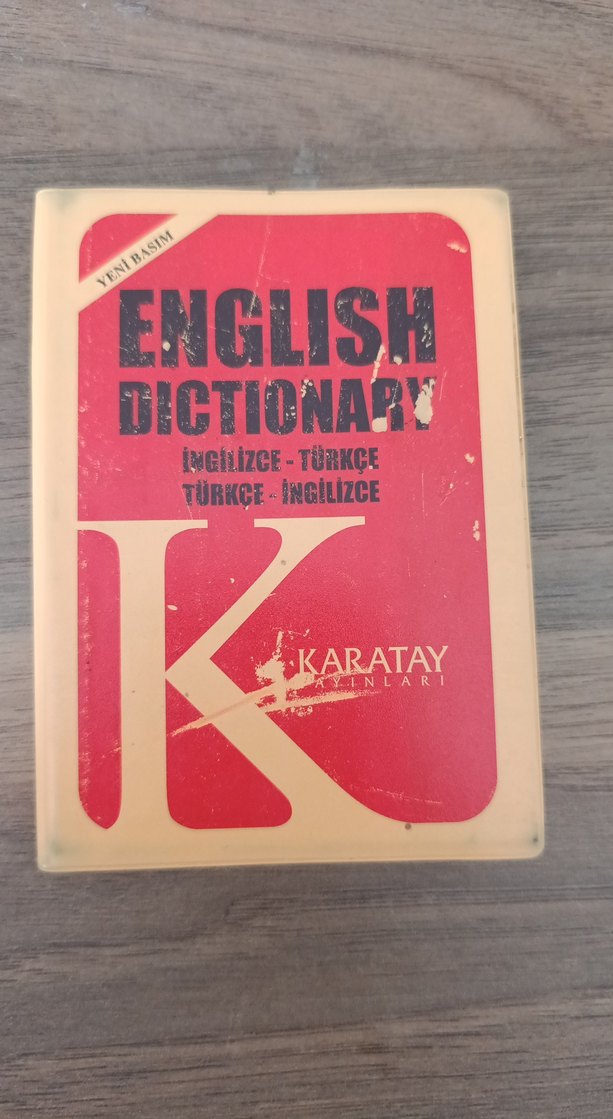 YENİ BASIM
ENGLISH
DICTIONARY
İNGİLİZCE - TÜRKÇE
TÜRKÇE - İNGİLİZCE
K
KARATAY
YAYINLARI